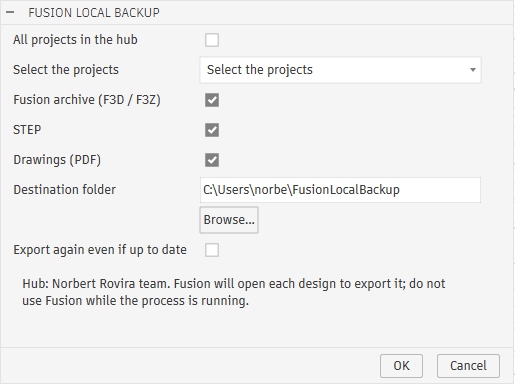 FUSION LOCAL BACKUP
All projects in the hub
Select the projects Select the projects
Fusion archive (F3D / F3Z)
STEP
Drawings (PDF)
Destination folder C:\Users\norbe\FusionLocalBackup
Browse...
Export again even if up to date
Hub: Norbert Rovira team. Fusion will open each design to export it; do not
use Fusion while the process is running.
OK Cancel